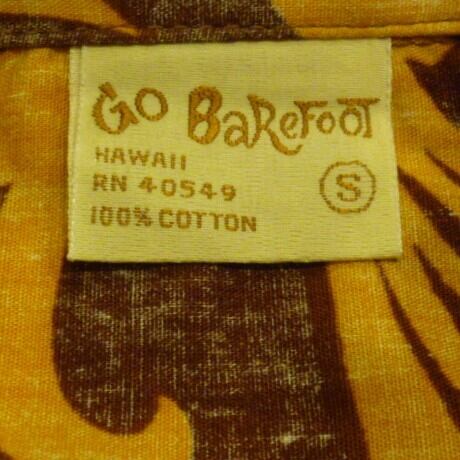 Go BaReFooT
HAWAII
RN 40549
S
100% COTTON